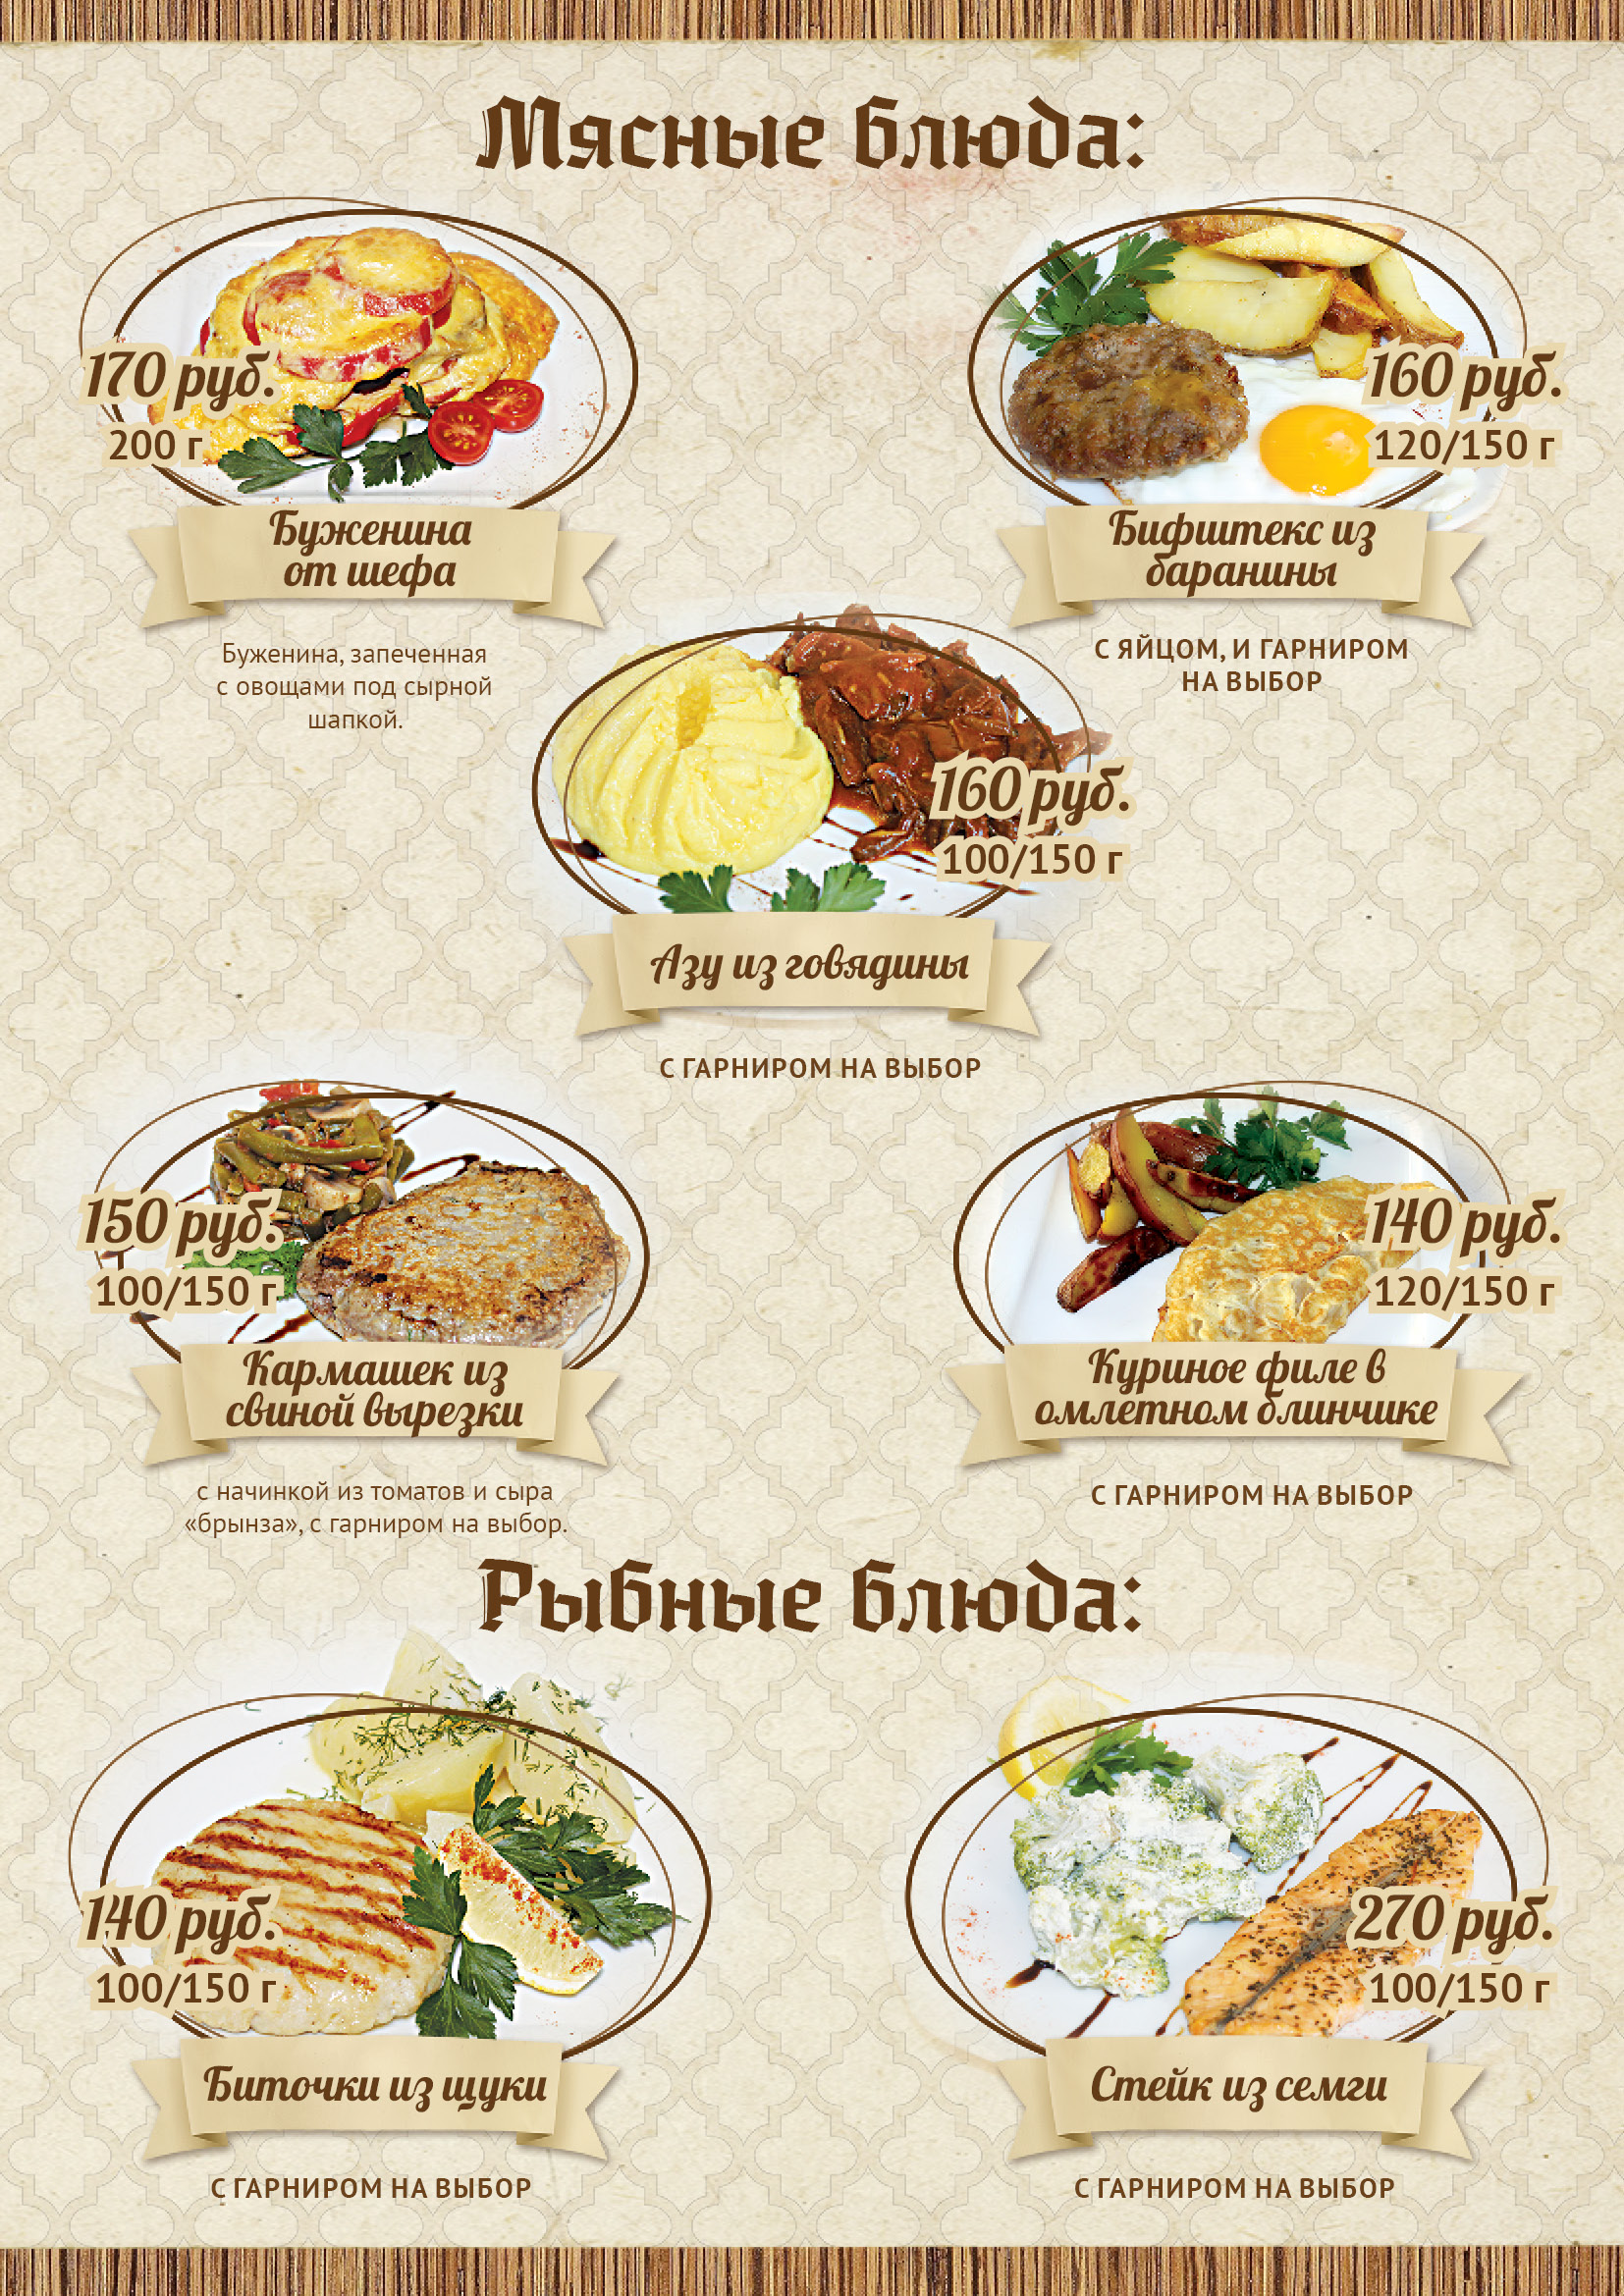 Мясные блюда:
170 руб.
200 г
Буженина
от шефа
Буженина, запеченная
с овощами под сырной
шапкой.
160 руб.
120/150 г
Бифштекс из
баранины
С ЯЙЦОМ, И ГАРНИРОМ
НА ВЫБОР
160 руб.
100/150 г
Азу из говядины
С ГАРНИРОМ НА ВЫБОР
150 руб.
100/150 г
Кармашек из
свиной вырезки
с начинкой из томатов и сыра
«брынза», с гарниром на выбор.
140 руб.
120/150 г
Куриное филе в
омлетном блинчике
С ГАРНИРОМ НА ВЫБОР
Рыбные блюда:
140 руб.
100/150 г
Биточки из щуки
С ГАРНИРОМ НА ВЫБОР
270 руб.
100/150 г
Стейк из семги
С ГАРНИРОМ НА ВЫБОР